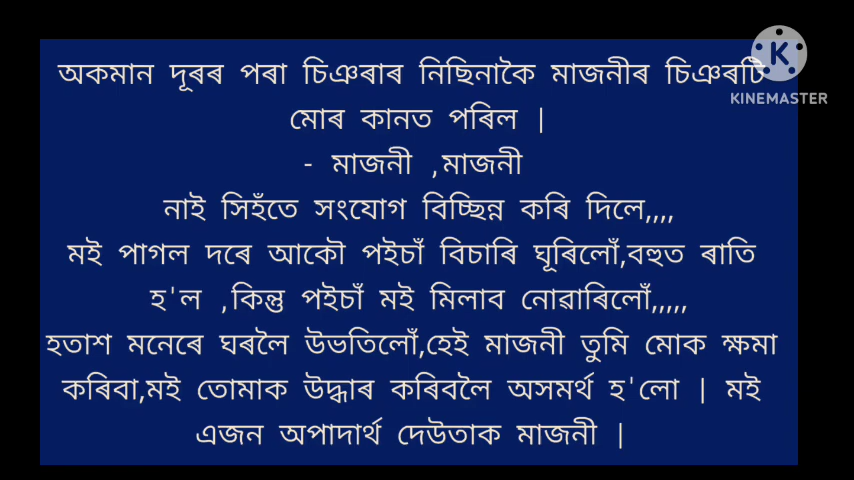 অকমান দূৰৰ পৰা চিঞৰাৰ নিছিনাকৈ মাজনীৰ চিঞৰটি
মোৰ কানত পৰিল |
- মাজনী ,মাজনী
নাই সিহঁতে সংযোগ বিচ্ছিন্ন কৰি দিলে,,,,
মই পাগল দৰে আকৌ পইচাঁ বিচাৰি ঘূৰিলোঁ,বহুত ৰাতি
হ'ল ,কিন্তু পইচাঁ মই মিলাব নোৱাৰিলোঁ,,,,,
হতাশ মনেৰে ঘৰলৈ উভতিলোঁ,হেই মাজনী তুমি মোক ক্ষমা
কৰিবা,মই তোমাক উদ্ধাৰ কৰিবলৈ অসমৰ্থ হ'লো | মই
এজন অপাদাৰ্থ দেউতাক মাজনী |
KINEMASTER